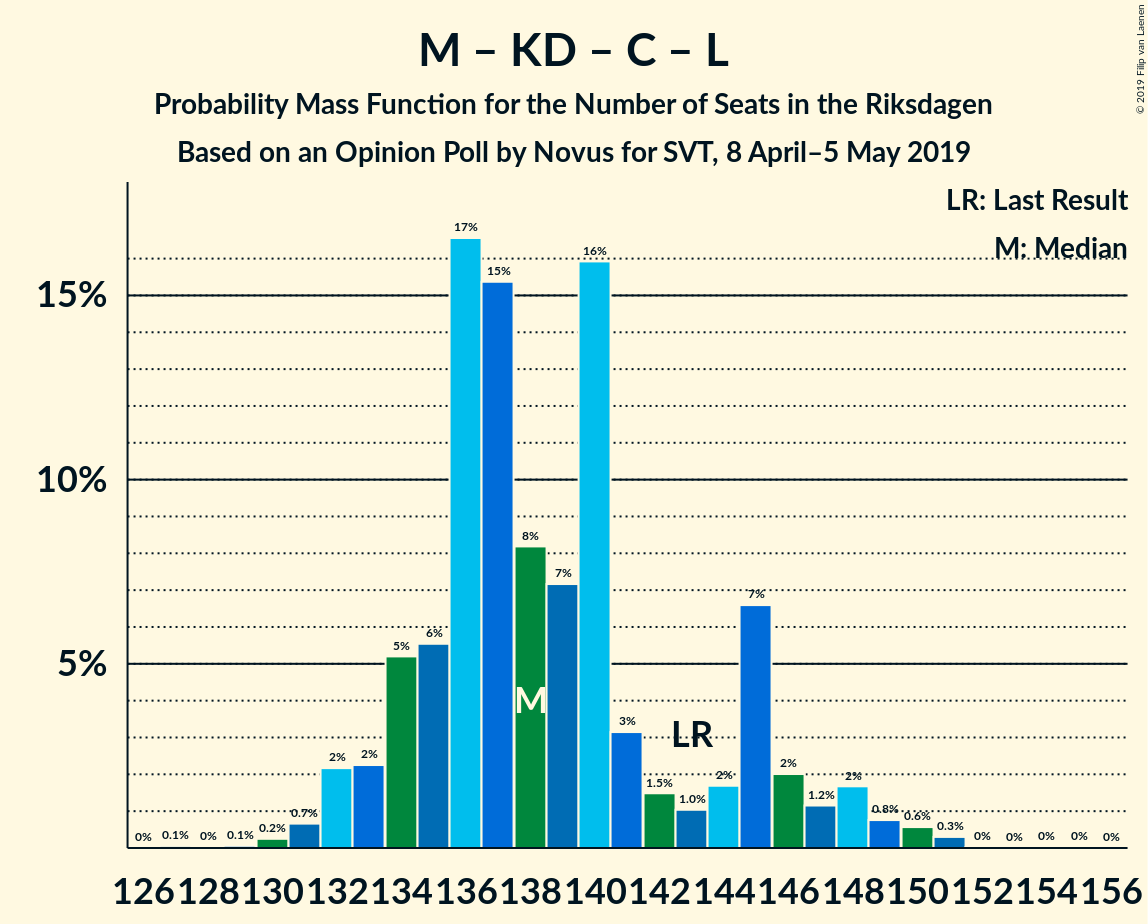 M – KD – C – L
Probability Mass Function for the Number of Seats in the Riksdagen
Based on an Opinion Poll by Novus for SVT, 8 April–5 May 2019
© 2019 Filip van Laenen
LR: Last Result
M: Median
15%
10%
5%
0% 0.1% 0% 0.1% 0.2% 0.7% 2% 2% 5% 6% 17% 15% 8% 7% 16% 3% 1.5% 1.0% 2% 7% 2% 1.2% 2% 0.8% 0.6% 0.3% 0% 0% 0% 0% 0%
M
LR
126 128 130 132 134 136 138 140 142 144 146 148 150 152 154 156